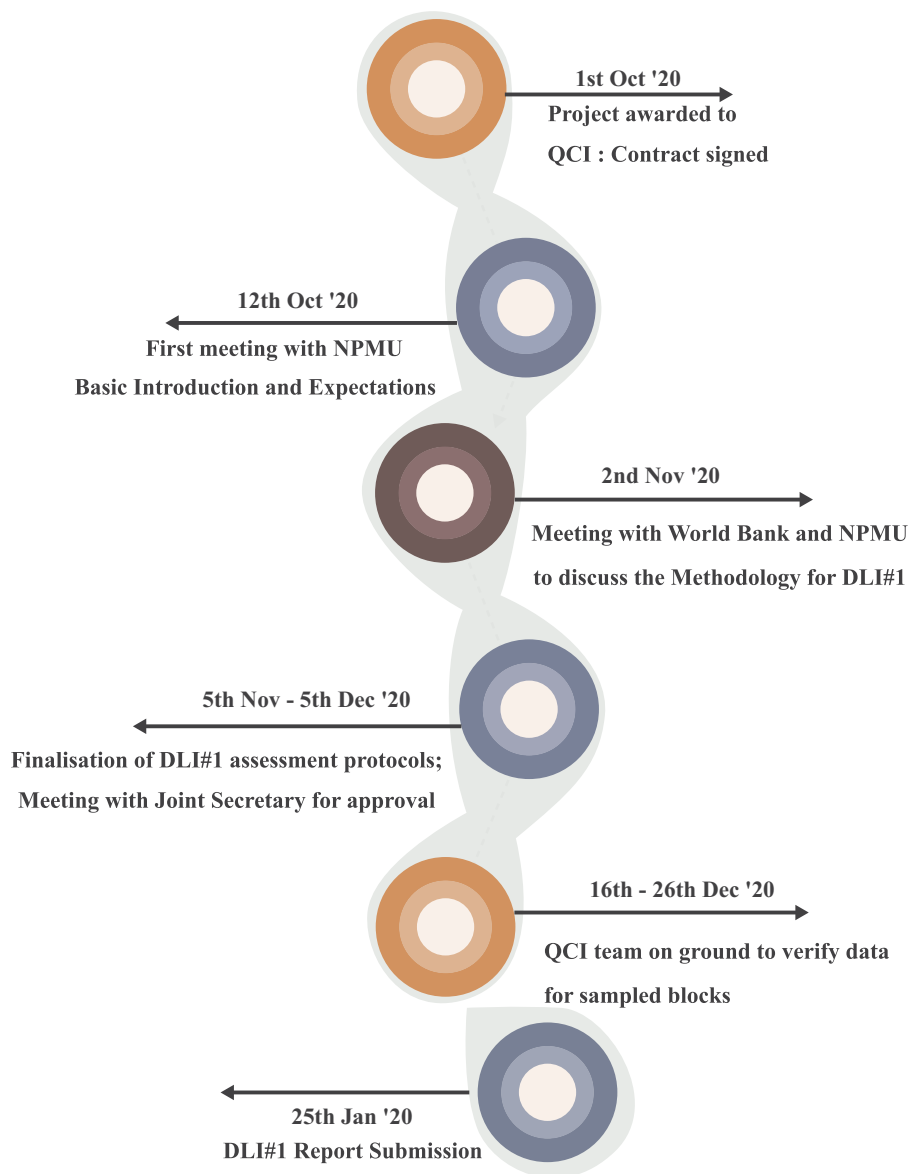 1st Oct '20
Project awarded to
QCI : Contract signed
12th Oct '20
First meeting with NPMU
Basic Introduction and Expectations
2nd Nov '20
Meeting with World Bank and NPMU
to discuss the Methodology for DLI#1
5th Nov - 5th Dec '20
Finalisation of DLI#1 assessment protocols;
Meeting with Joint Secretary for approval
16th - 26th Dec '20
QCI team on ground to verify data
for sampled blocks
25th Jan '20
DLI#1 Report Submission